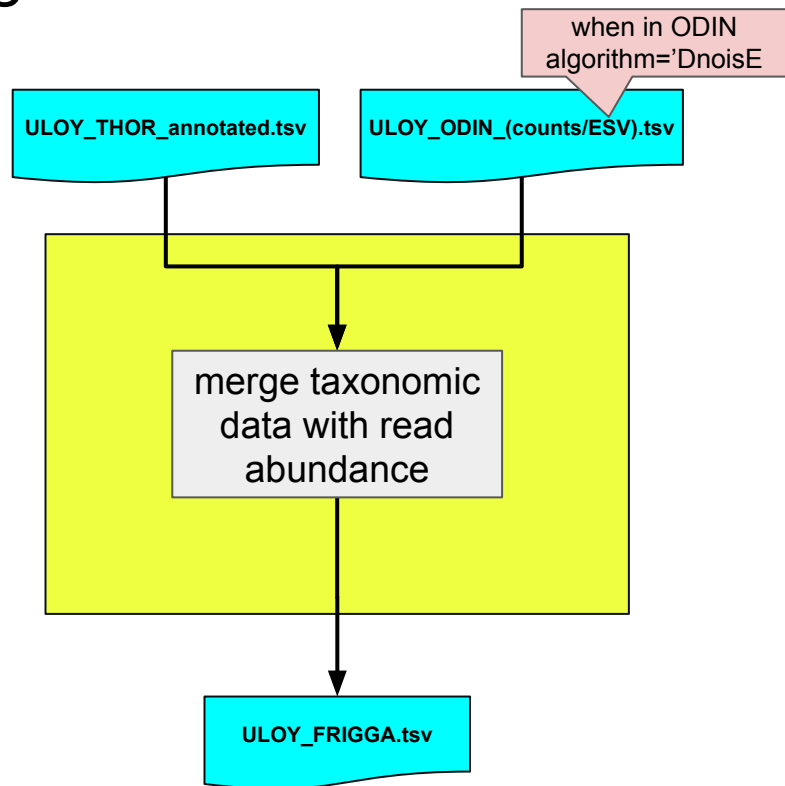 when in ODIN
algorithm='DnoisE
ULOY_THOR_annotated.tsv
ULOY_ODIN_(counts/ESV).tsv
merge taxonomic
data with read
abundance
ULOY_FRIGGA.tsv